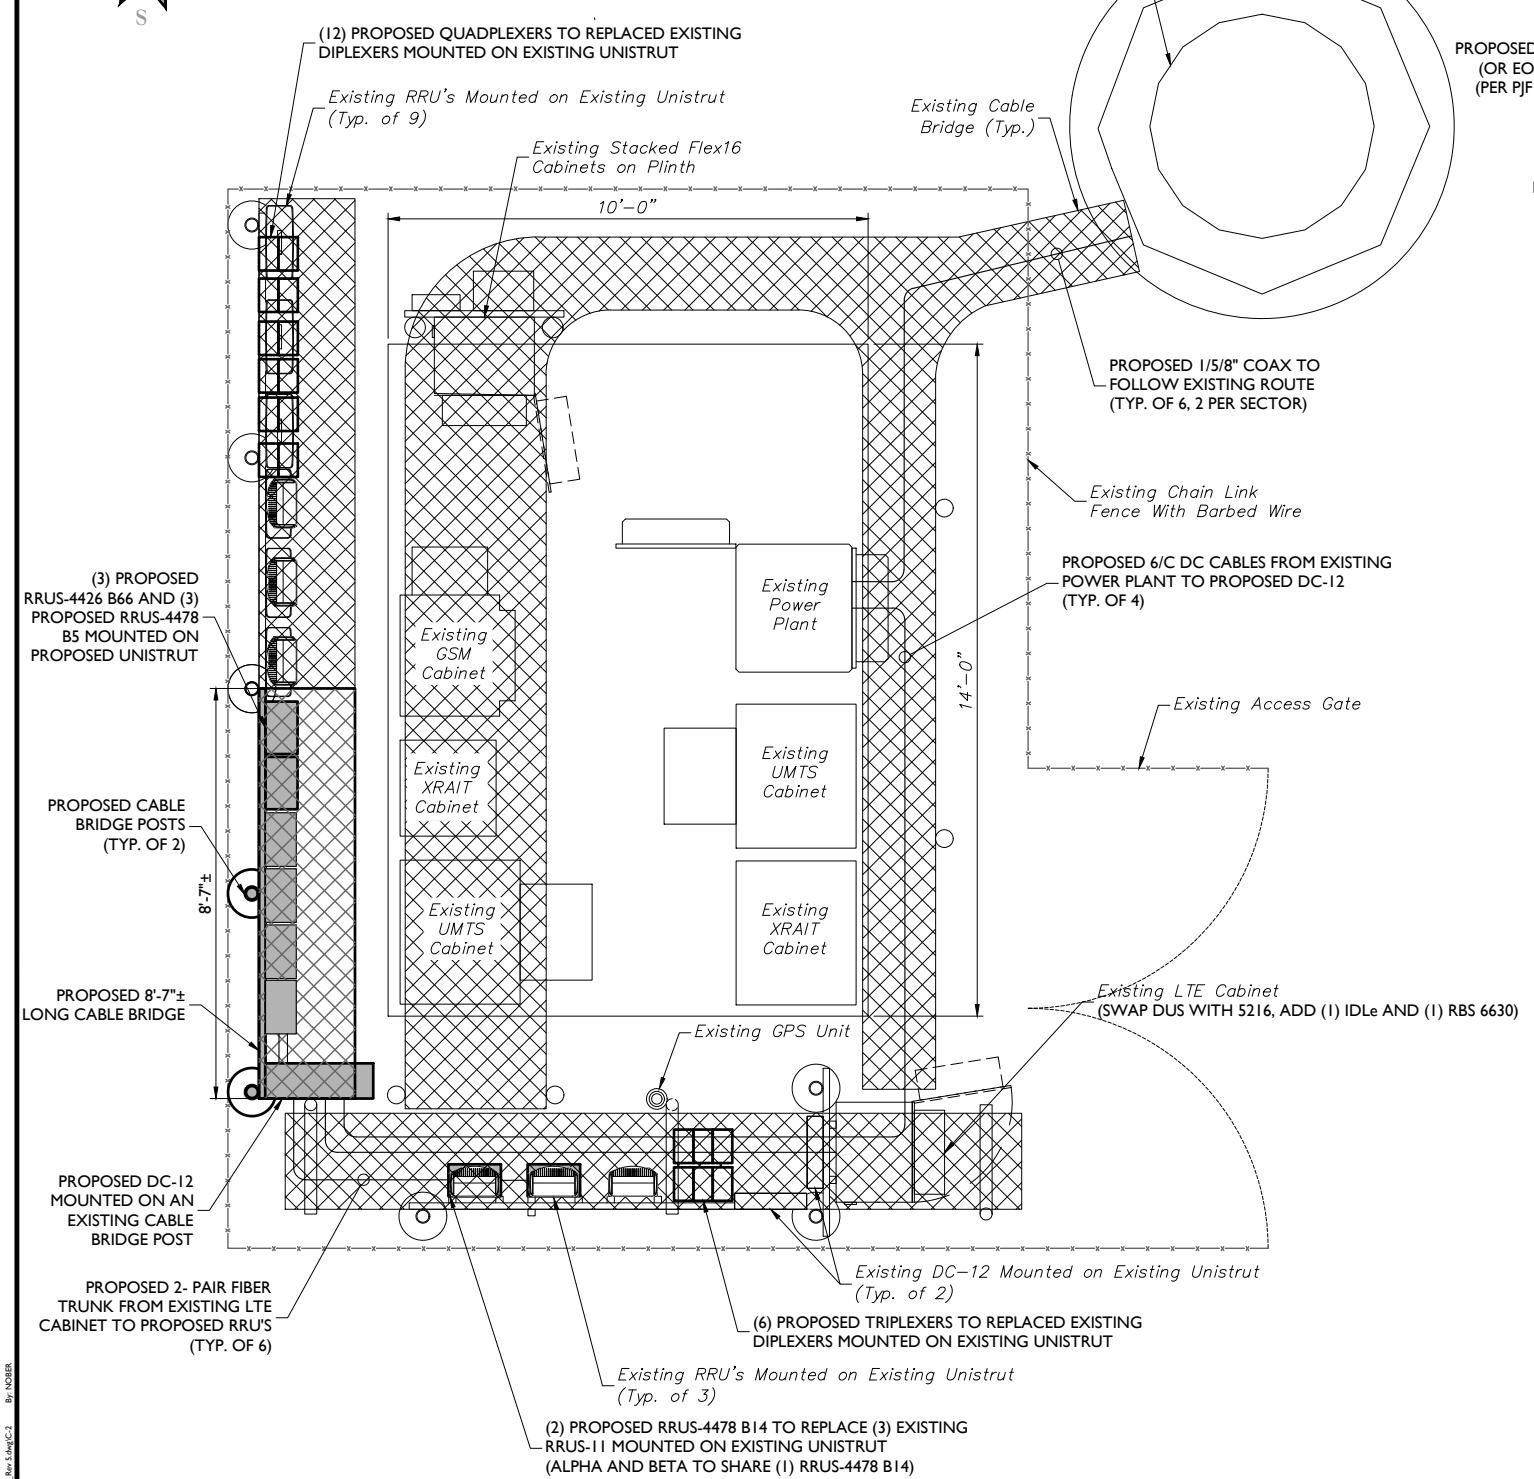 S
(12) PROPOSED QUADPLEXERS TO REPLACED EXISTING
DIPLEXERS MOUNTED ON EXISTING UNISTRUT
Existing RRU's Mounted on Existing Unistrut
(Typ. of 9)
Existing Stacked Flex16
Cabinets on Plinth
Existing Cable
Bridge (Typ.)
PROPOSED
(OR EO
(PER PJF
10'-0"
PROPOSED 1/5/8" COAX TO
FOLLOW EXISTING ROUTE
(TYP. OF 6, 2 PER SECTOR)
Existing Chain Link
Fence With Barbed Wire
PROPOSED 6/C DC CABLES FROM EXISTING
POWER PLANT TO PROPOSED DC-12
(TYP. OF 4)
(3) PROPOSED
RRUS-4426 B66 AND (3)
PROPOSED RRUS-4478
B5 MOUNTED ON
PROPOSED UNISTRUT
Existing
GSM
Cabinet
Existing
Power
Plant
14'-0"
Existing Access Gate
Existing
XRAIT
Cabinet
Existing
UMTS
Cabinet
PROPOSED CABLE
BRIDGE POSTS
(TYP. OF 2)
8'-7"±
Existing
UMTS
Cabinet
Existing
XRAIT
Cabinet
PROPOSED 8'-7"±
LONG CABLE BRIDGE
Existing LTE Cabinet
(SWAP DUS WITH 5216, ADD (1) IDLe AND (1) RBS 6630)
Existing GPS Unit
PROPOSED DC-12
MOUNTED ON AN
EXISTING CABLE
BRIDGE POST
PROPOSED 2- PAIR FIBER
TRUNK FROM EXISTING LTE
CABINET TO PROPOSED RRU'S
(TYP. OF 6)
Existing DC-12 Mounted on Existing Unistrut
(Typ. of 2)
(6) PROPOSED TRIPLEXERS TO REPLACED EXISTING
DIPLEXERS MOUNTED ON EXISTING UNISTRUT
Existing RRU's Mounted on Existing Unistrut
(Typ. of 3)
(2) PROPOSED RRUS-4478 B14 TO REPLACE (3) EXISTING
RRUS-11 MOUNTED ON EXISTING UNISTRUT
(ALPHA AND BETA TO SHARE (1) RRUS-4478 B14)
Rev 5.dwg\C-2 By: NOBER